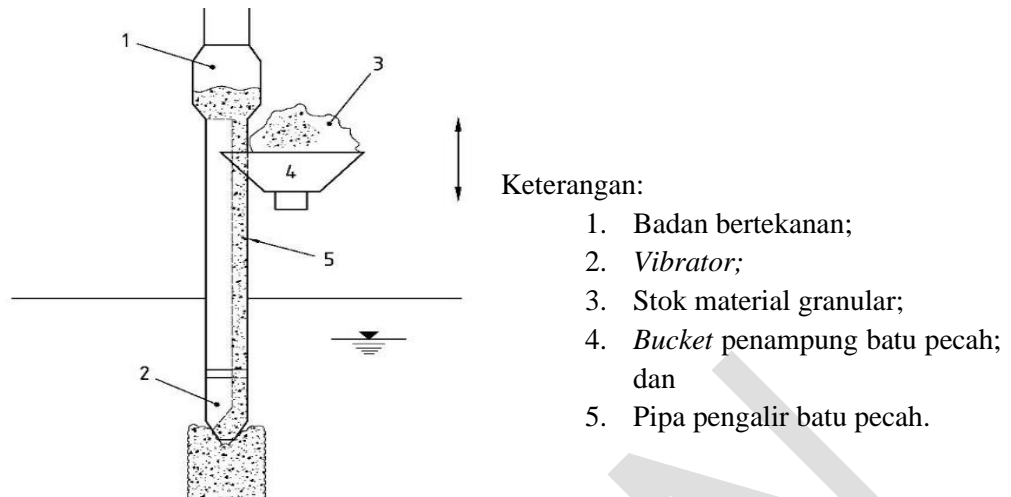 1
3
4
5
2
Keterangan:
1. Badan bertekanan;
2. Vibrator;
3. Stok material granular;
4. Bucket penampung batu pecah;
dan
5. Pipa pengalir batu pecah.